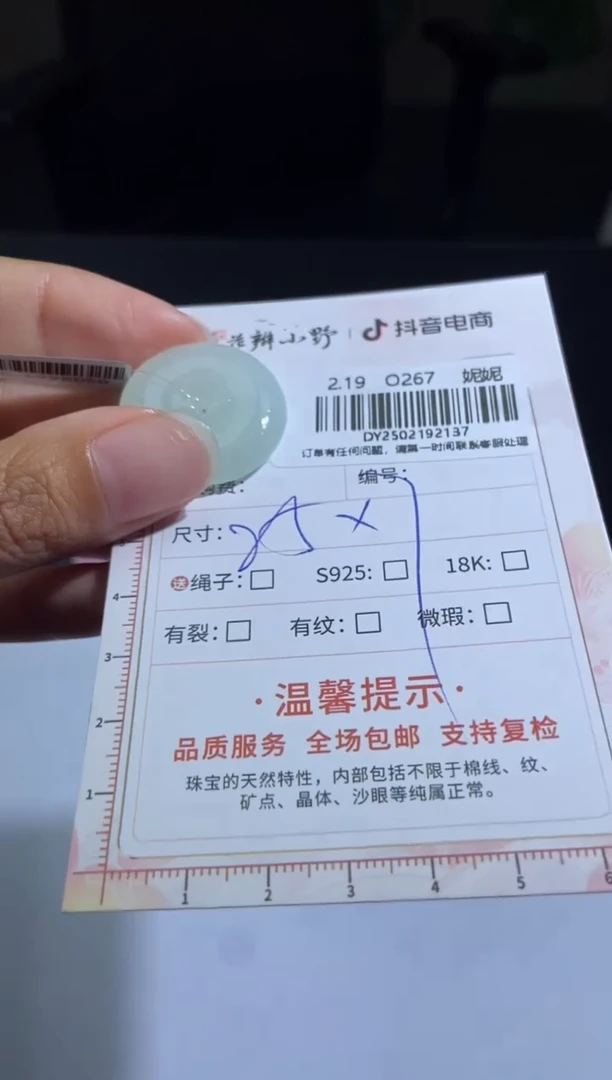 瓣小野 | 抖音电商
2.19 O267 妮妮
DY2502192137
订单有任何问题，请第一时间联系客服处理
编号：
尺寸：25 ×
送 绳子：□ S925：□ 18K：□
有裂：□ 有纹：□ 微瑕：□
·温馨提示·
品质服务 全场包邮 支持复检
珠宝的天然特性，内部包括不限于棉线、纹、
矿点、晶体、沙眼等纯属正常。
4
3
2
1
1 2 3 4 5 6